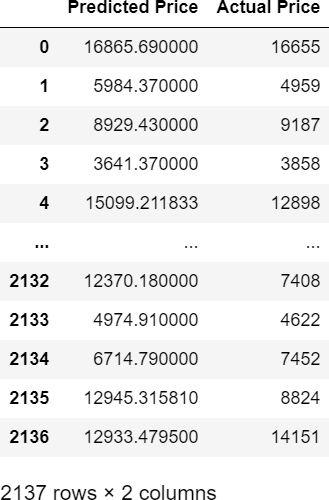 Predicted Price Actual Price
0 16865.690000 16655
1 5984.370000 4959
2 8929.430000 9187
3 3641.370000 3858
4 15099.211833 12898
... ... ...
2132 12370.180000 7408
2133 4974.910000 4622
2134 6714.790000 7452
2135 12945.315810 8824
2136 12933.479500 14151
2137 rows × 2 columns